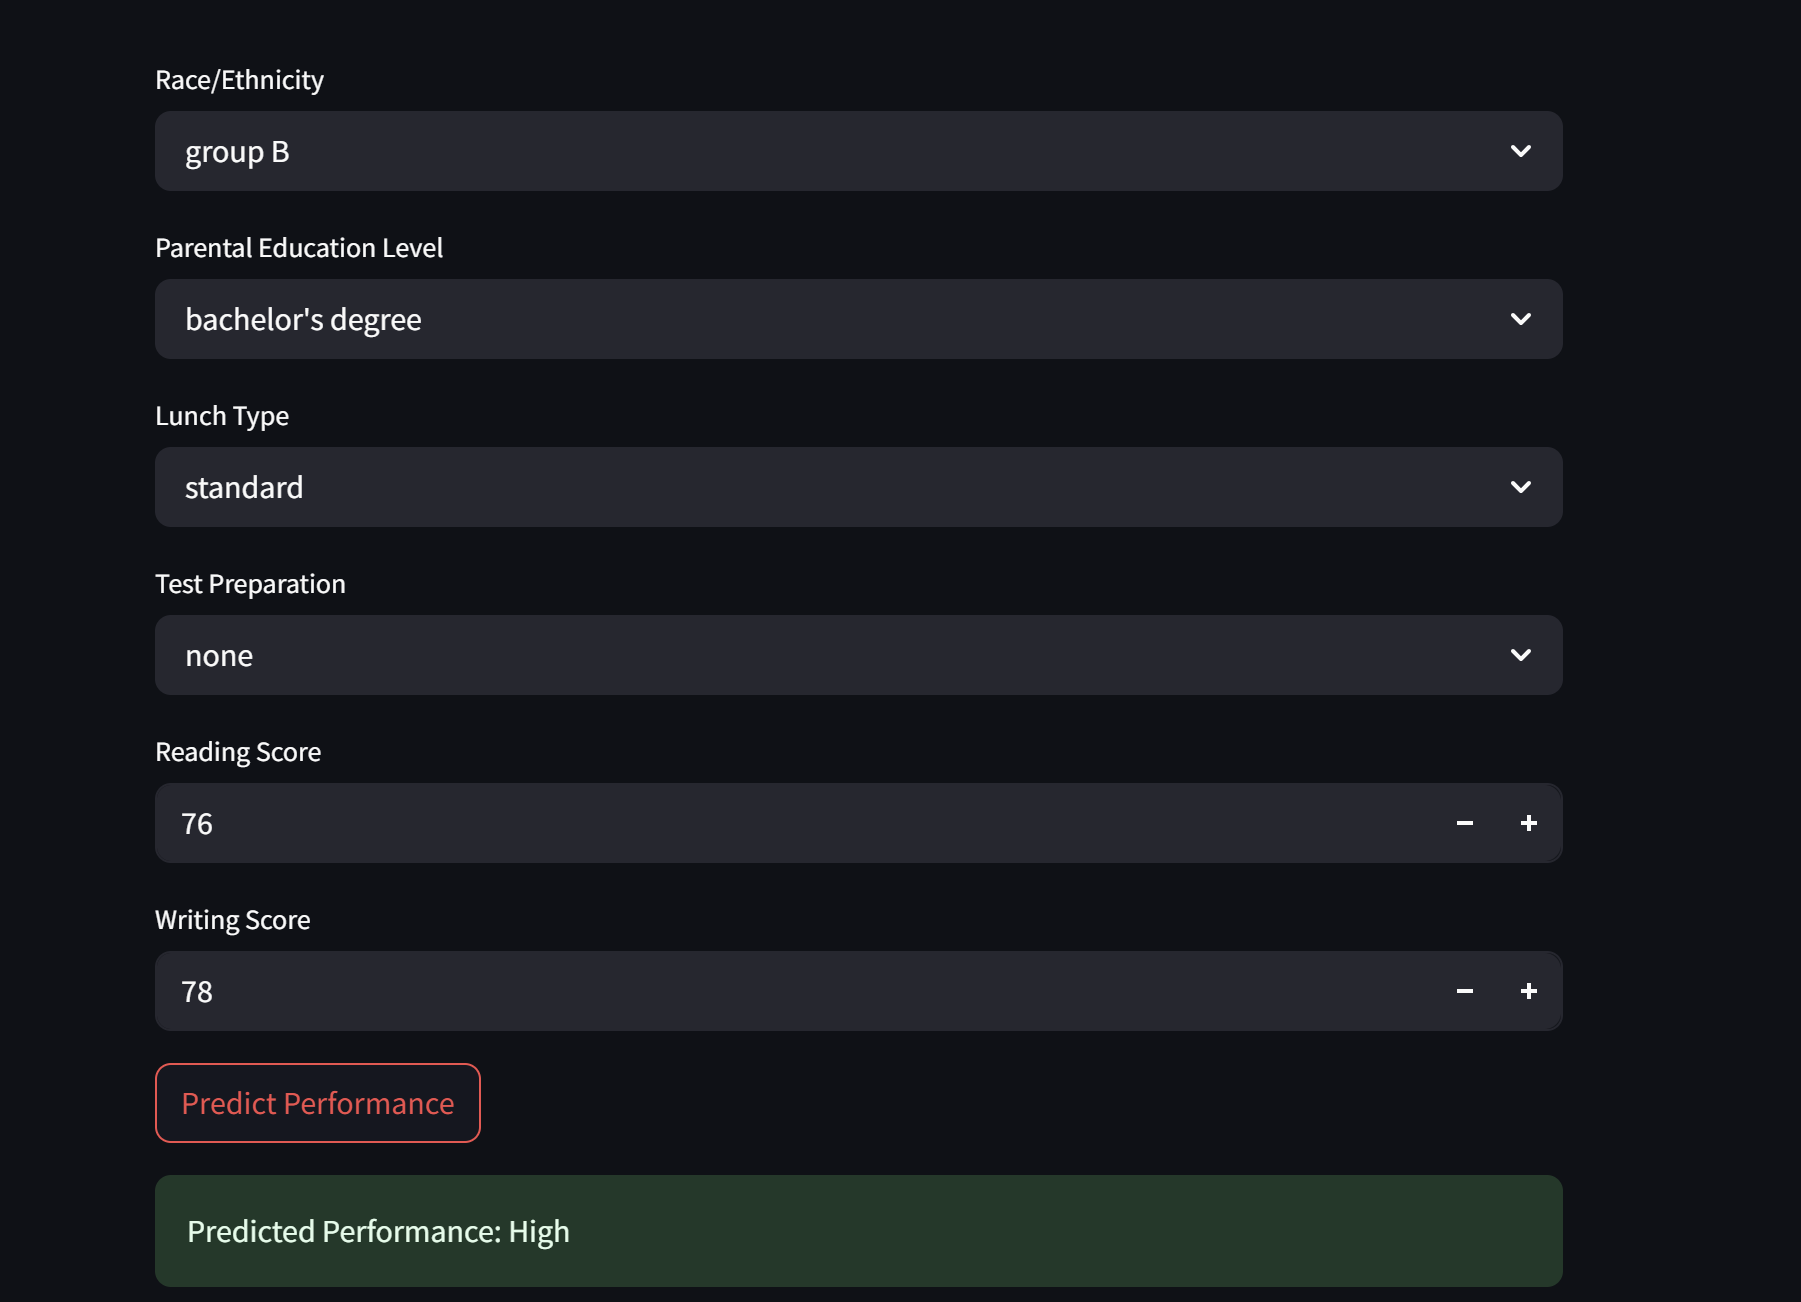 Race/Ethnicity
group B
Parental Education Level
bachelor's degree
Lunch Type
standard
Test Preparation
none
Reading Score
76
Writing Score
78
Predict Performance
Predicted Performance: High